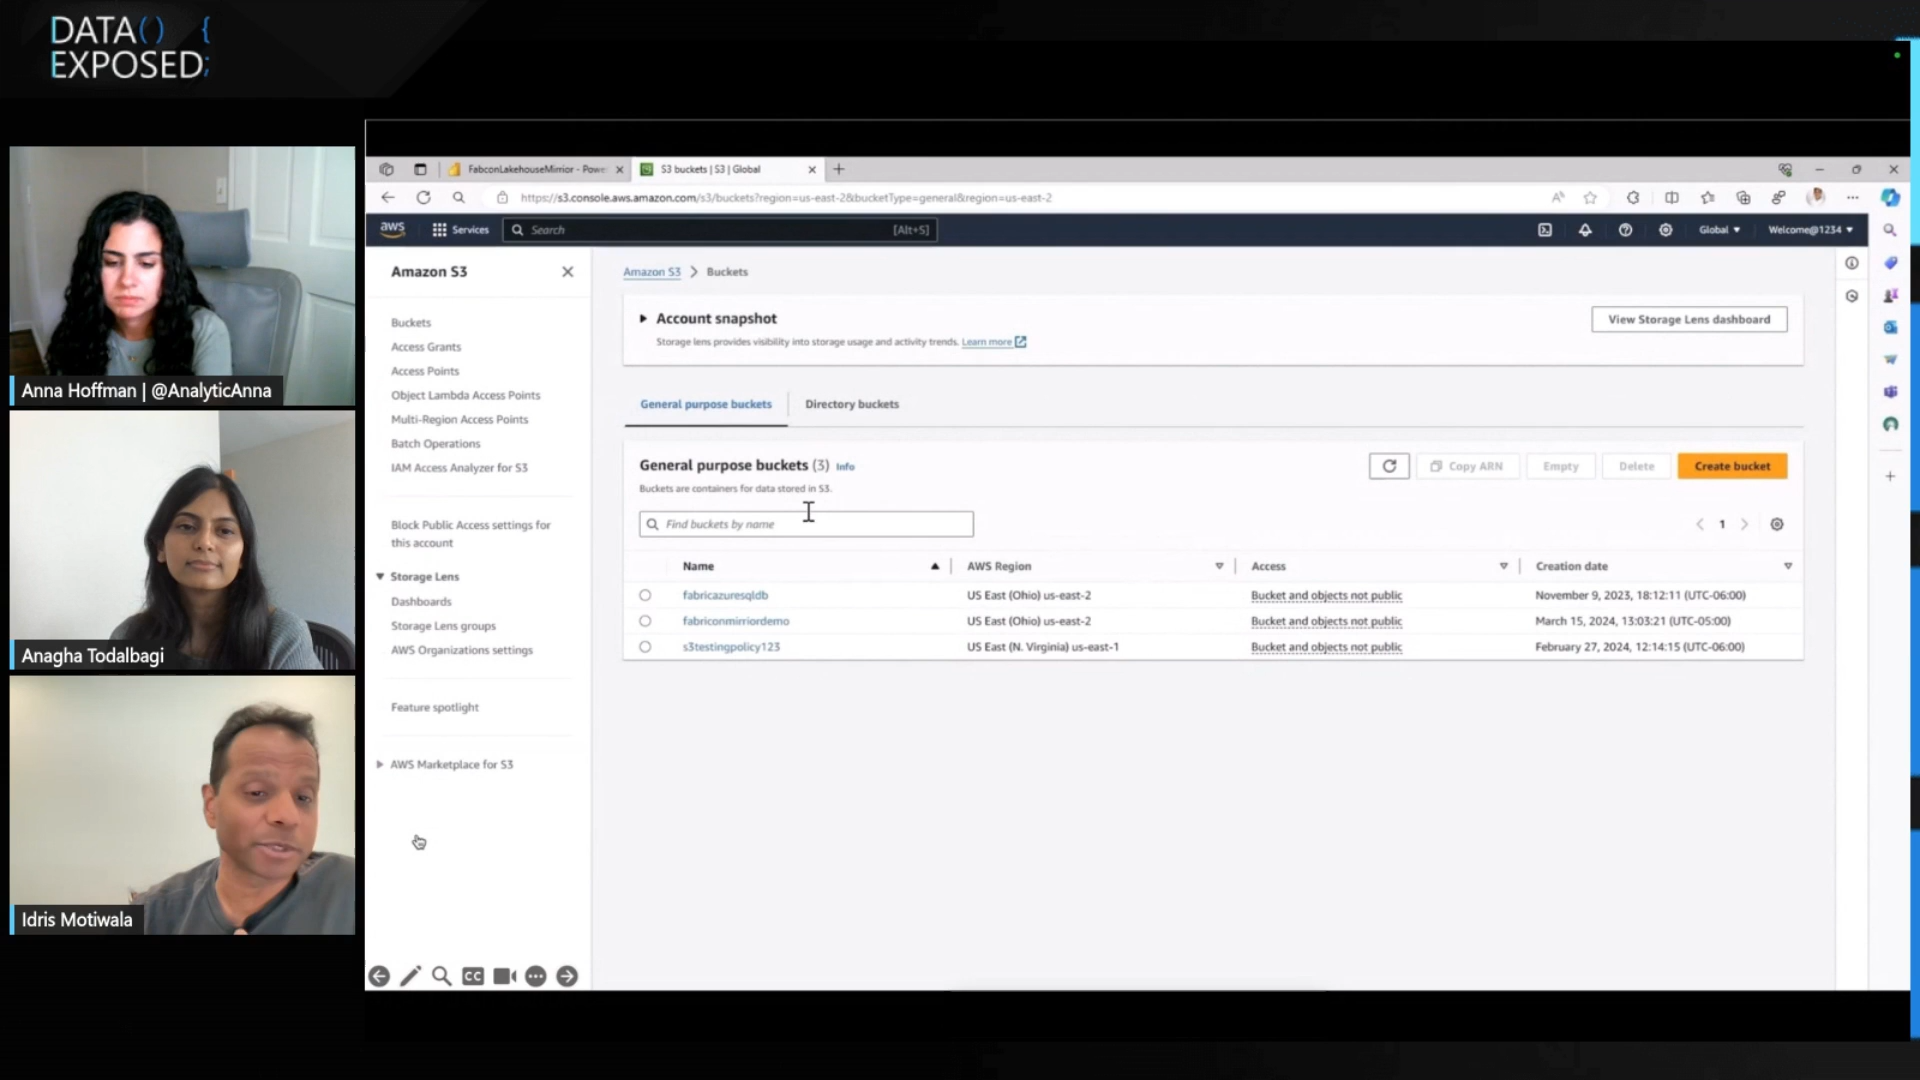 DATA() {
EXPOSED;
Anna Hoffman | @AnalyticAnna
Anagha Todalbagi
Idris Motiwala
FabconLakehouseMirrior - Powe
S3 buckets | S3 | Global
https://s3.console.aws.amazon.com/s3/buckets?region=us-east-2&bucketType=general&region=us-east-2
aws
Services
Search
[Alt+S]
Global
Welcome@1234
Amazon S3
Buckets
Access Grants
Access Points
Object Lambda Access Points
Multi-Region Access Points
Batch Operations
IAM Access Analyzer for S3
Block Public Access settings for
this account
Storage Lens
Dashboards
Storage Lens groups
AWS Organizations settings
Feature spotlight
AWS Marketplace for S3
Amazon S3 > Buckets
Account snapshot
Storage lens provides visibility into storage usage and activity trends. Learn more
View Storage Lens dashboard
General purpose buckets
Directory buckets
General purpose buckets (3) Info
Buckets are containers for data stored in S3.
Copy ARN
Empty
Delete
Create bucket
Find buckets by name
1
Name AWS Region Access Creation date
fabricazuresqldb US East (Ohio) us-east-2 Bucket and objects not public November 9, 2023, 18:12:11 (UTC-06:00)
fabriconmirriordemo US East (Ohio) us-east-2 Bucket and objects not public March 15, 2024, 13:03:21 (UTC-05:00)
s3testingpolicy123 US East (N. Virginia) us-east-1 Bucket and objects not public February 27, 2024, 12:14:15 (UTC-06:00)
CC